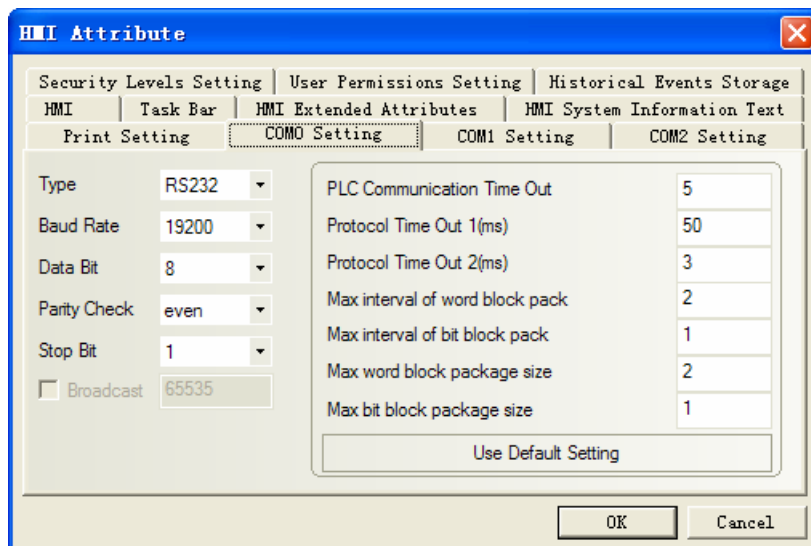 HMI Attribute
Security Levels Setting User Permissions Setting Historical Events Storage
HMI Task Bar HMI Extended Attributes HMI System Information Text
Print Setting COM0 Setting COM1 Setting COM2 Setting
Type RS232
Baud Rate 19200
Data Bit 8
Parity Check even
Stop Bit 1
Broadcast 65535
PLC Communication Time Out 5
Protocol Time Out 1(ms) 50
Protocol Time Out 2(ms) 3
Max interval of word block pack 2
Max interval of bit block pack 1
Max word block package size 2
Max bit block package size 1
Use Default Setting
OK Cancel